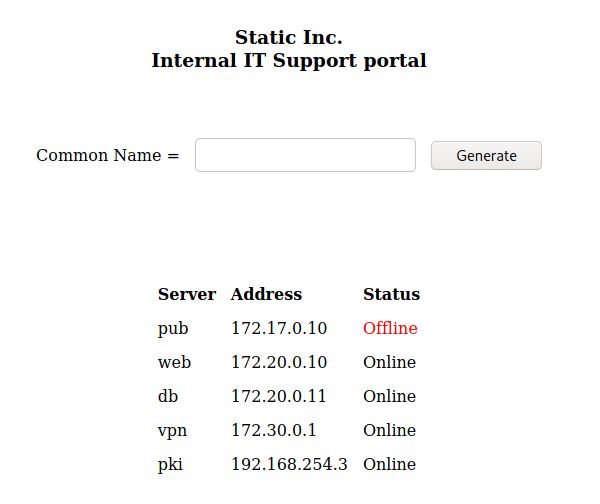 Static Inc.
Internal IT Support portal
Common Name =
Generate
Server Address Status
pub 172.17.0.10 Offline
web 172.20.0.10 Online
db 172.20.0.11 Online
vpn 172.30.0.1 Online
pki 192.168.254.3 Online